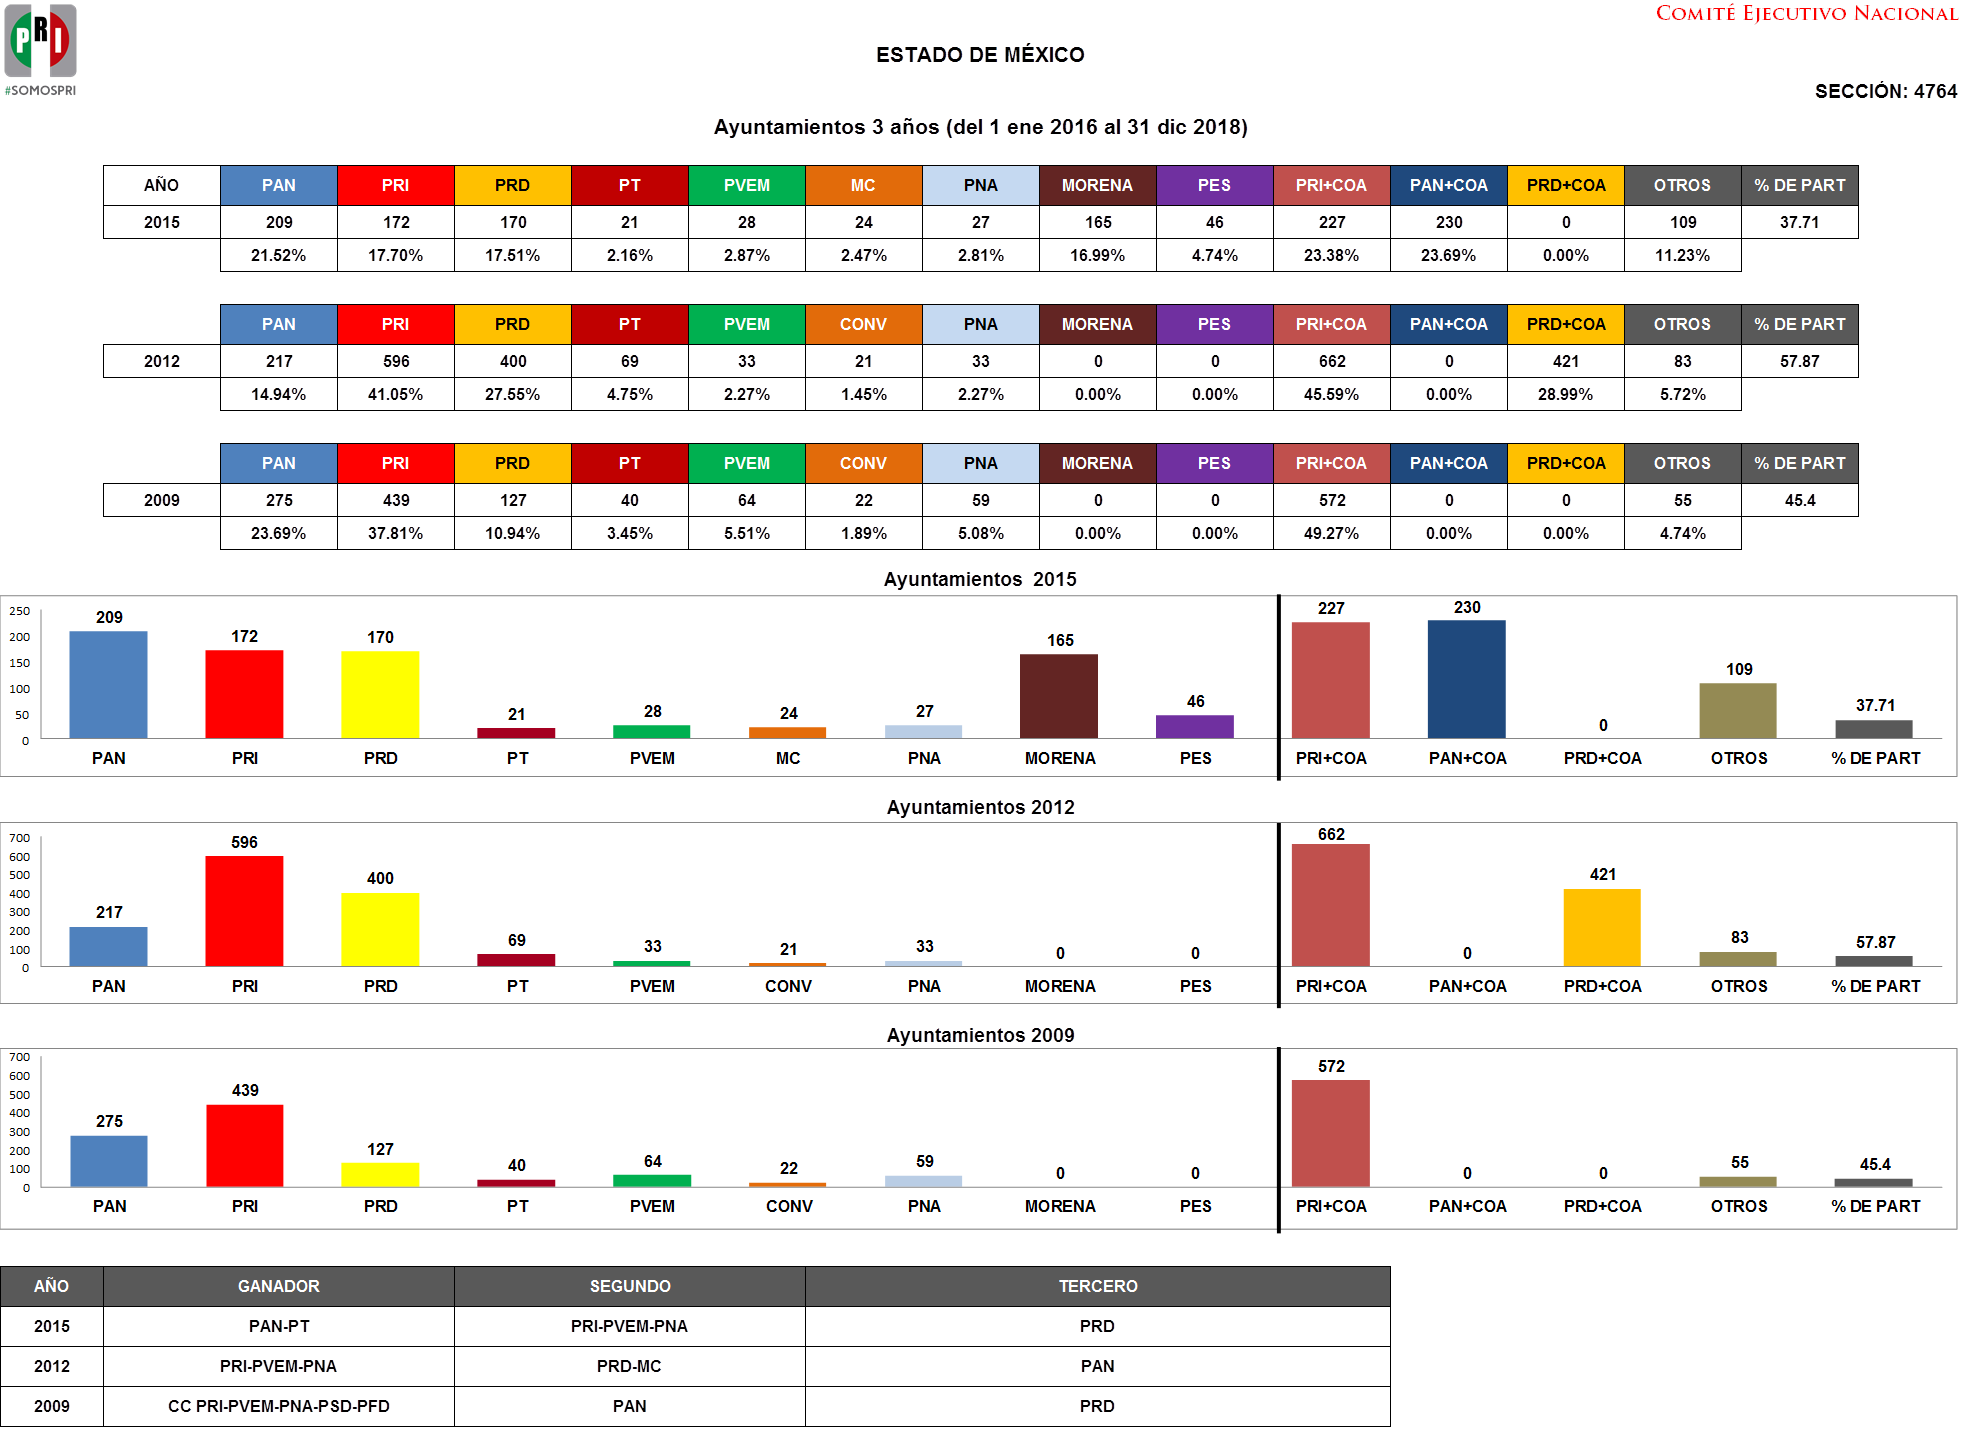 PRI
#SOMOSPRI
COMITÉ EJECUTIVO NACIONAL
ESTADO DE MÉXICO
SECCIÓN: 4764
Ayuntamientos 3 años (del 1 ene 2016 al 31 dic 2018)
AÑO PAN PRI PRD PT PVEM MC PNA MORENA PES PRI+COA PAN+COA PRD+COA OTROS % DE PART
2015 209 172 170 21 28 24 27 165 46 227 230 0 109 37.71
21.52% 17.70% 17.51% 2.16% 2.87% 2.47% 2.81% 16.99% 4.74% 23.38% 23.69% 0.00% 11.23%
PAN PRI PRD PT PVEM CONV PNA MORENA PES PRI+COA PAN+COA PRD+COA OTROS % DE PART
2012 217 596 400 69 33 21 33 0 0 662 0 421 83 57.87
14.94% 41.05% 27.55% 4.75% 2.27% 1.45% 2.27% 0.00% 0.00% 45.59% 0.00% 28.99% 5.72%
PAN PRI PRD PT PVEM CONV PNA MORENA PES PRI+COA PAN+COA PRD+COA OTROS % DE PART
2009 275 439 127 40 64 22 59 0 0 572 0 0 55 45.4
23.69% 37.81% 10.94% 3.45% 5.51% 1.89% 5.08% 0.00% 0.00% 49.27% 0.00% 0.00% 4.74%
Ayuntamientos 2015
250
200
150
100
50
0
209 172 170 21 28 24 27 165 46 227 230 0 109 37.71
PAN PRI PRD PT PVEM MC PNA MORENA PES PRI+COA PAN+COA PRD+COA OTROS % DE PART
Ayuntamientos 2012
700
600
500
400
300
200
100
0
217 596 400 69 33 21 33 0 0 662 0 421 83 57.87
PAN PRI PRD PT PVEM CONV PNA MORENA PES PRI+COA PAN+COA PRD+COA OTROS % DE PART
Ayuntamientos 2009
700
600
500
400
300
200
100
0
275 439 127 40 64 22 59 0 0 572 0 0 55 45.4
PAN PRI PRD PT PVEM CONV PNA MORENA PES PRI+COA PAN+COA PRD+COA OTROS % DE PART
AÑO GANADOR SEGUNDO TERCERO
2015 PAN-PT PRI-PVEM-PNA PRD
2012 PRI-PVEM-PNA PRD-MC PAN
2009 CC PRI-PVEM-PNA-PSD-PFD PAN PRD